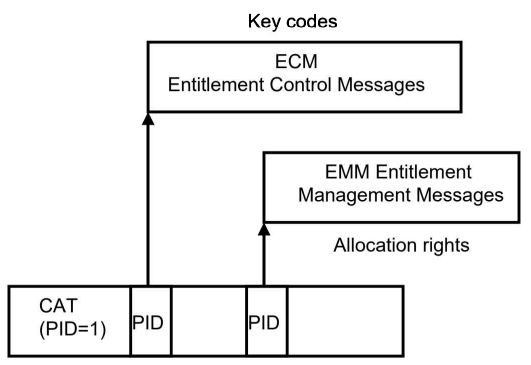 Key codes
ECM
Entitlement Control Messages
EMM Entitlement
Management Messages
Allocation rights
CAT
(PID=1)
PID
PID